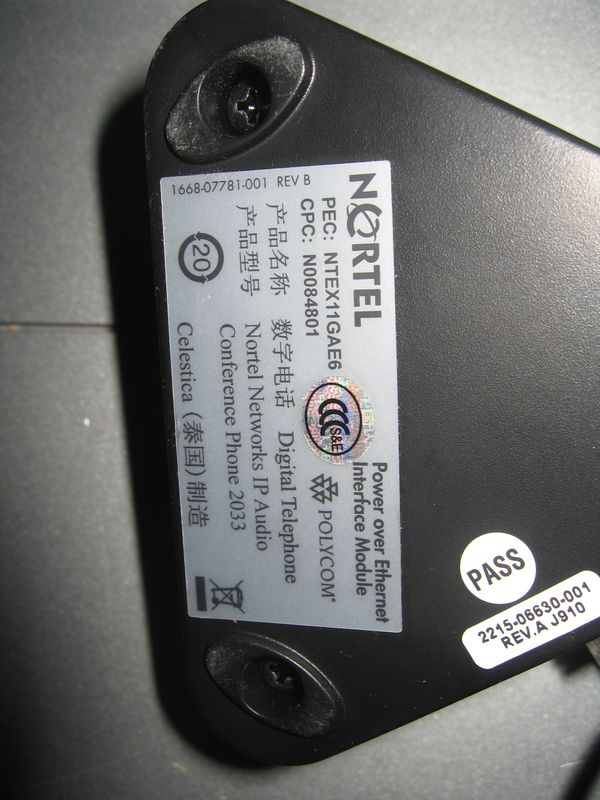 NORTEL
Power over Ethernet
Interface Module
PEC: NTEX11GAE6
CPC: N0084801
CCC
S&E
POLYCOM®
产品名称 数字电话 Digital Telephone
产品型号 Nortel Networks IP Audio
Conference Phone 2033
20
Celestica (泰国) 制造
1668-07781-001 REV B
PASS
2215-06630-001
REV.A J910